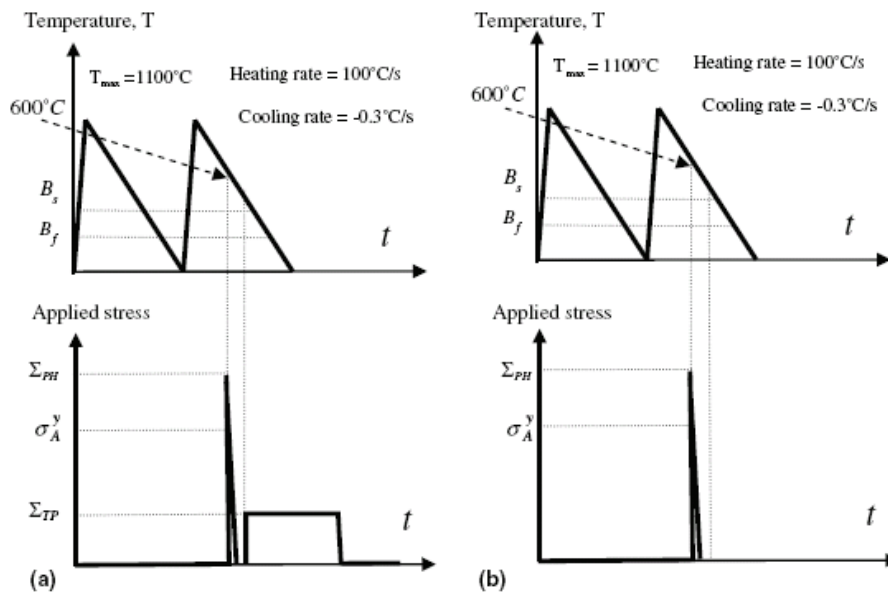 Temperature, T
T_max =1100°C
Heating rate = 100°C/s
600°C
Cooling rate = -0.3°C/s
B_s
B_f
t
Applied stress
Σ_PH
σ_A^y
Σ_TP
t
(a)
Temperature, T
T_max =1100°C
Heating rate = 100°C/s
600°C
Cooling rate = -0.3°C/s
B_s
B_f
t
Applied stress
Σ_PH
σ_A^y
t
(b)